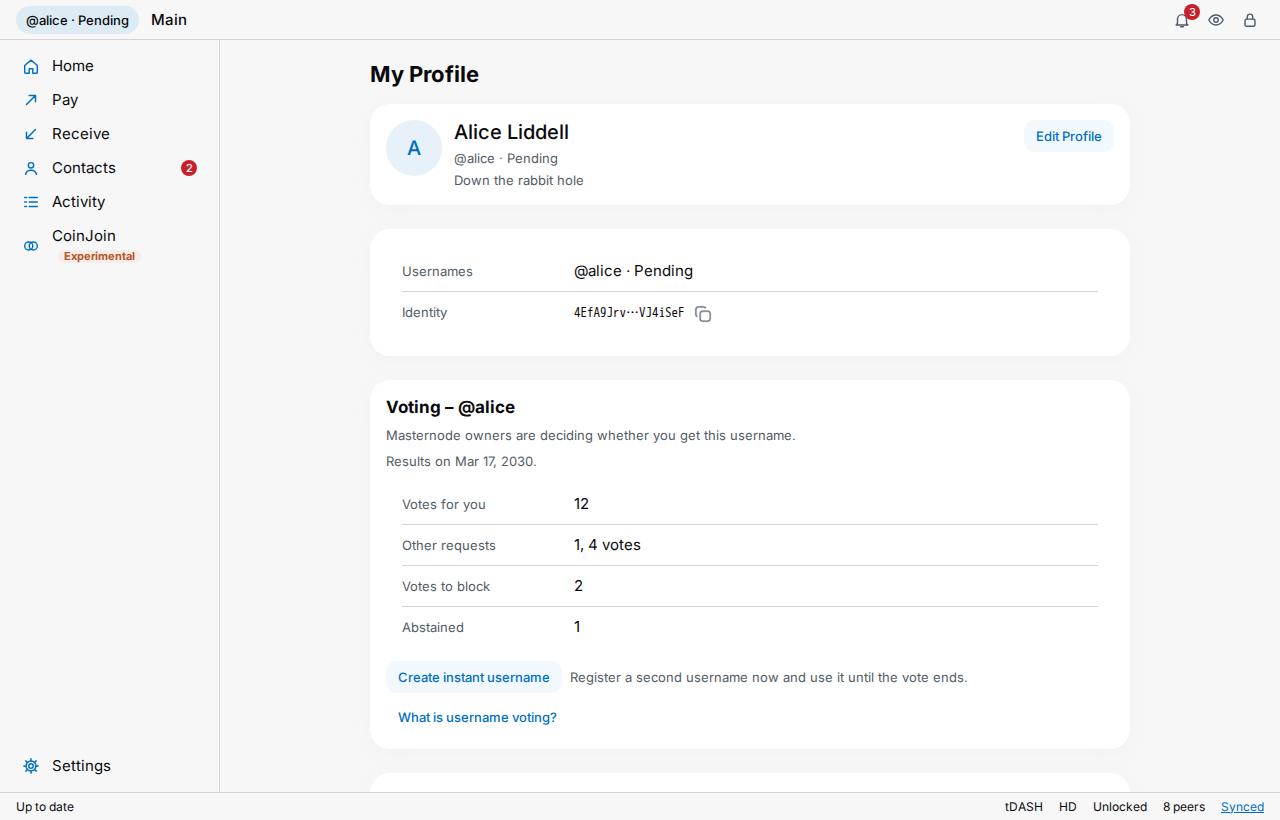 @alice · Pending Main 3
Home
Pay
Receive
Contacts 2
Activity
CoinJoin
Experimental
Settings
My Profile
A
Alice Liddell
@alice · Pending
Down the rabbit hole
Edit Profile
Usernames @alice · Pending
Identity 4EfA9Jrv···VJ4iSeF
Voting – @alice
Masternode owners are deciding whether you get this username.
Results on Mar 17, 2030.
Votes for you 12
Other requests 1, 4 votes
Votes to block 2
Abstained 1
Create instant username Register a second username now and use it until the vote ends.
What is username voting?
Up to date tDASH HD Unlocked 8 peers Synced